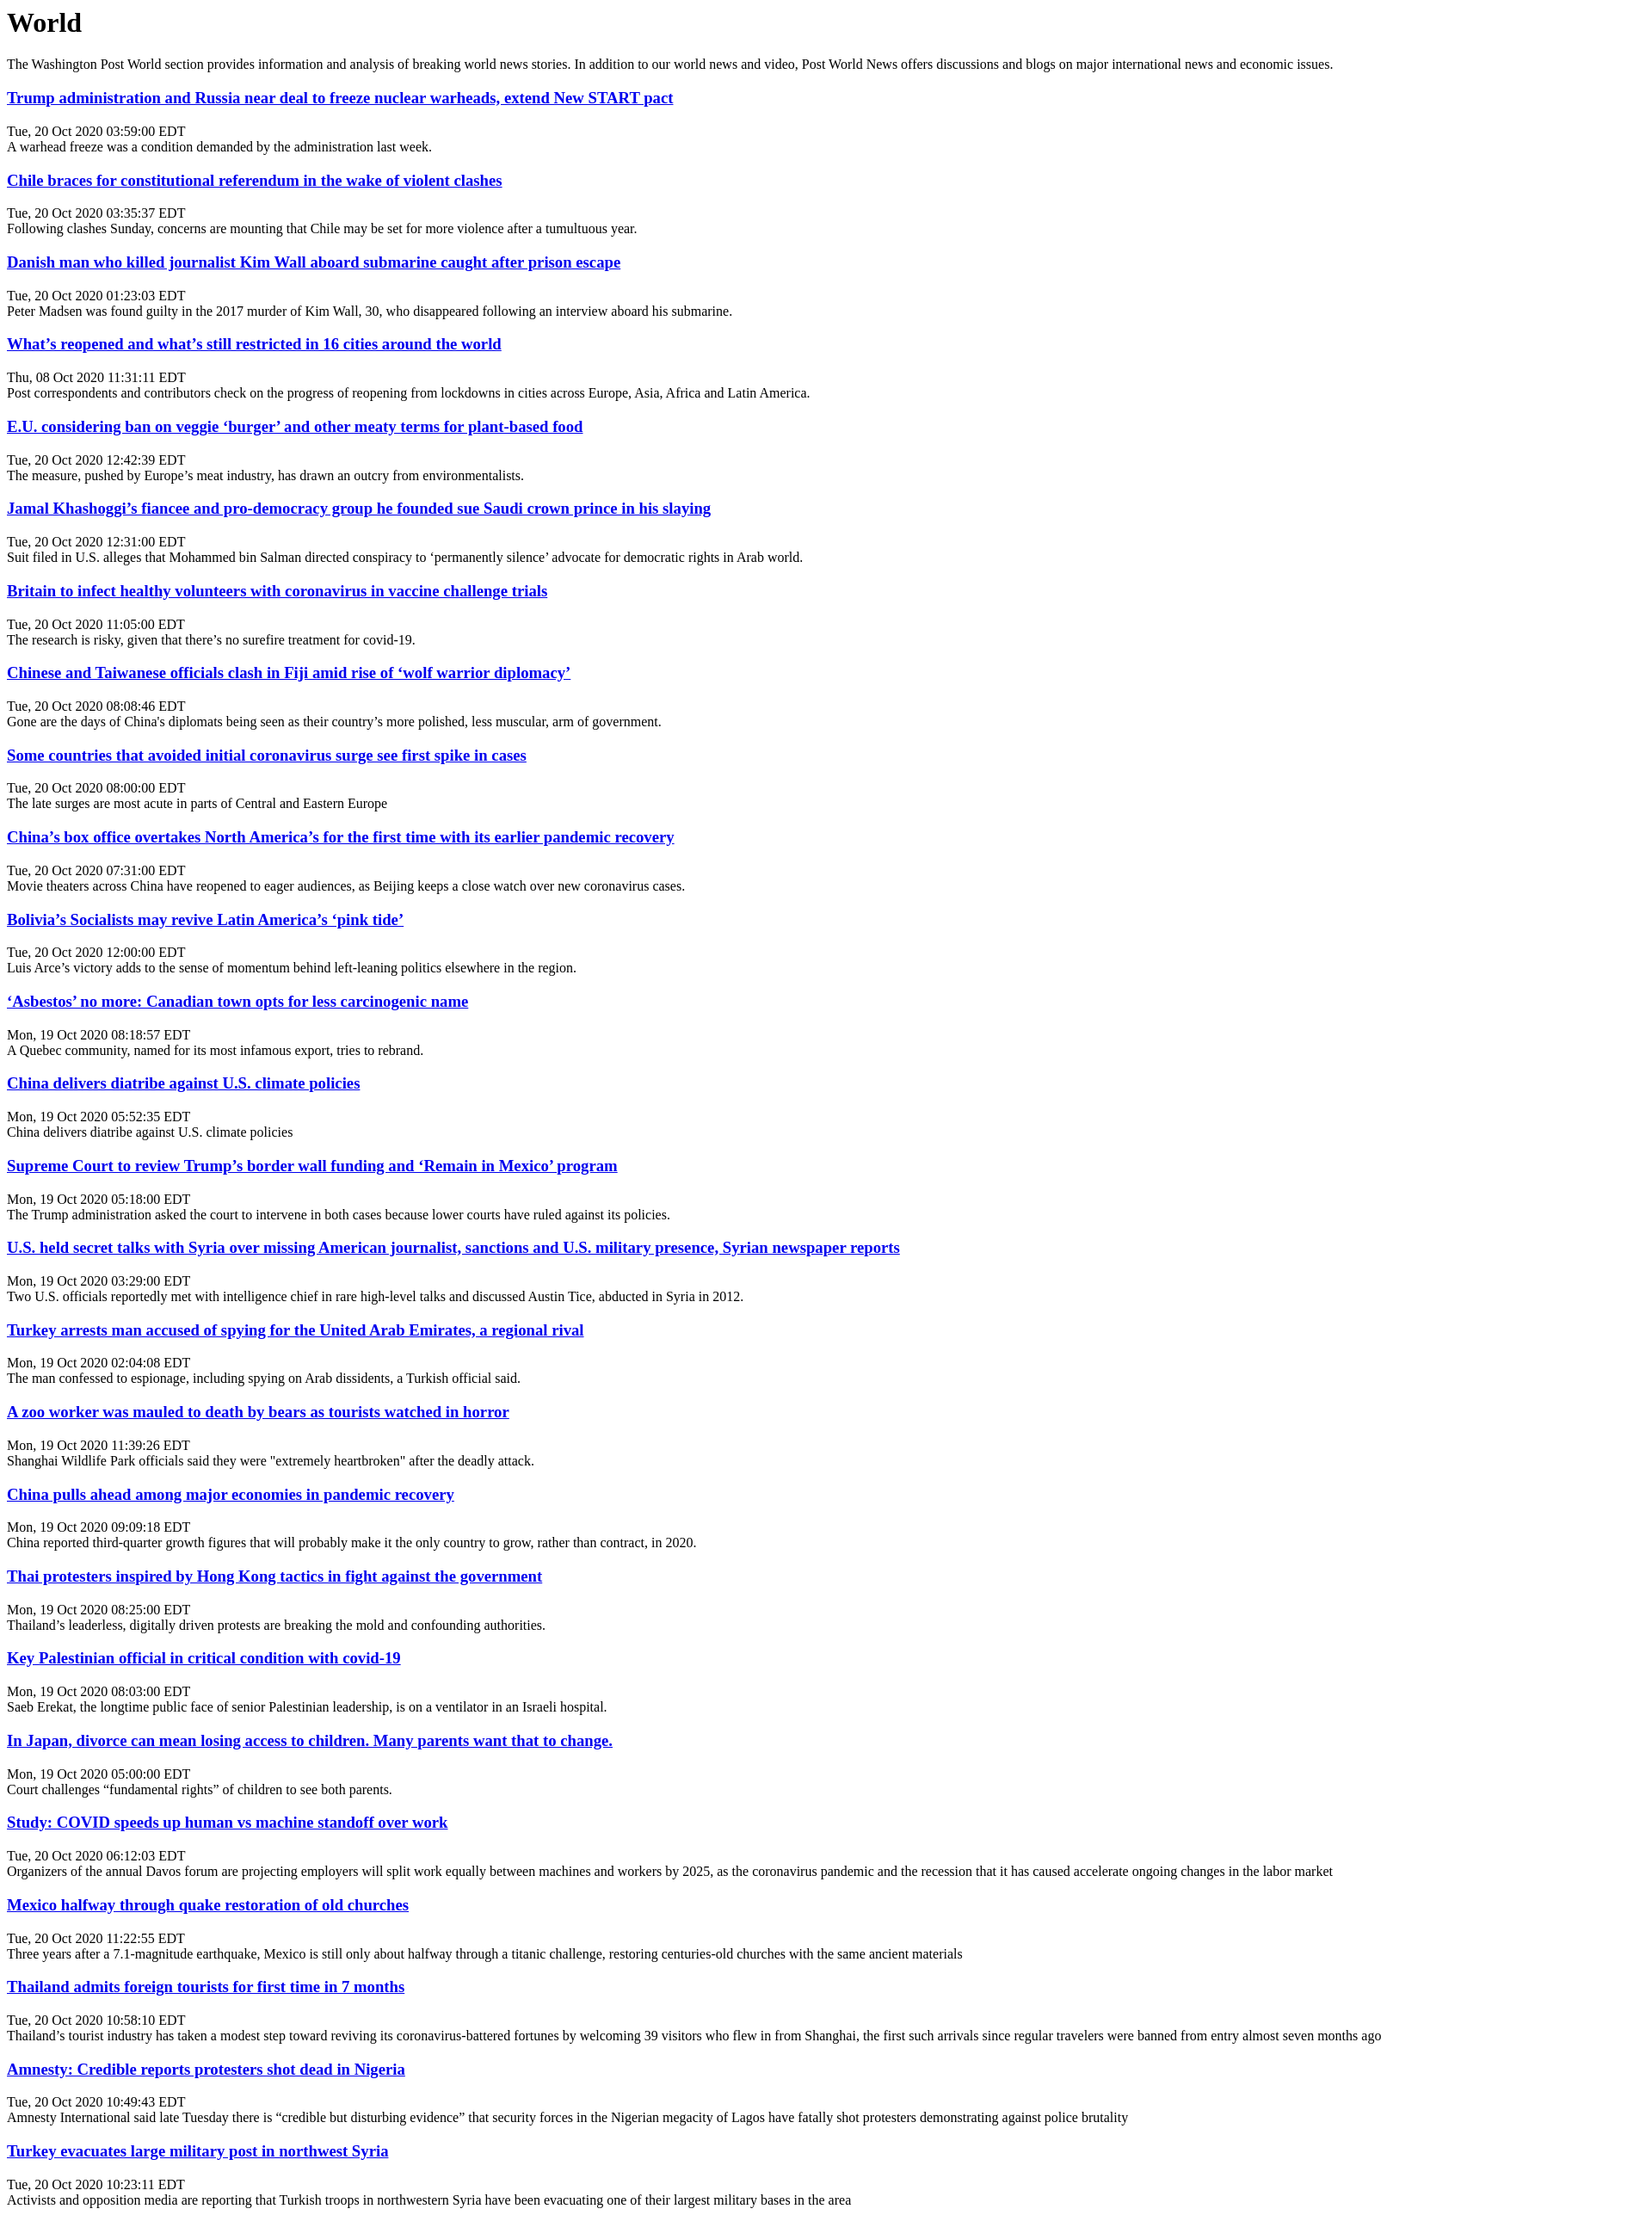 World
The Washington Post World section provides information and analysis of breaking world news stories. In addition to our world news and video, Post World News offers discussions and blogs on major international news and economic issues.
Trump administration and Russia near deal to freeze nuclear warheads, extend New START pact
Tue, 20 Oct 2020 03:59:00 EDT
A warhead freeze was a condition demanded by the administration last week.
Chile braces for constitutional referendum in the wake of violent clashes
Tue, 20 Oct 2020 03:35:37 EDT
Following clashes Sunday, concerns are mounting that Chile may be set for more violence after a tumultuous year.
Danish man who killed journalist Kim Wall aboard submarine caught after prison escape
Tue, 20 Oct 2020 01:23:03 EDT
Peter Madsen was found guilty in the 2017 murder of Kim Wall, 30, who disappeared following an interview aboard his submarine.
What’s reopened and what’s still restricted in 16 cities around the world
Thu, 08 Oct 2020 11:31:11 EDT
Post correspondents and contributors check on the progress of reopening from lockdowns in cities across Europe, Asia, Africa and Latin America.
E.U. considering ban on veggie ‘burger’ and other meaty terms for plant-based food
Tue, 20 Oct 2020 12:42:39 EDT
The measure, pushed by Europe’s meat industry, has drawn an outcry from environmentalists.
Jamal Khashoggi’s fiancee and pro-democracy group he founded sue Saudi crown prince in his slaying
Tue, 20 Oct 2020 12:31:00 EDT
Suit filed in U.S. alleges that Mohammed bin Salman directed conspiracy to ‘permanently silence’ advocate for democratic rights in Arab world.
Britain to infect healthy volunteers with coronavirus in vaccine challenge trials
Tue, 20 Oct 2020 11:05:00 EDT
The research is risky, given that there’s no surefire treatment for covid-19.
Chinese and Taiwanese officials clash in Fiji amid rise of ‘wolf warrior diplomacy’
Tue, 20 Oct 2020 08:08:46 EDT
Gone are the days of China's diplomats being seen as their country’s more polished, less muscular, arm of government.
Some countries that avoided initial coronavirus surge see first spike in cases
Tue, 20 Oct 2020 08:00:00 EDT
The late surges are most acute in parts of Central and Eastern Europe
China’s box office overtakes North America’s for the first time with its earlier pandemic recovery
Tue, 20 Oct 2020 07:31:00 EDT
Movie theaters across China have reopened to eager audiences, as Beijing keeps a close watch over new coronavirus cases.
Bolivia’s Socialists may revive Latin America’s ‘pink tide’
Tue, 20 Oct 2020 12:00:00 EDT
Luis Arce’s victory adds to the sense of momentum behind left-leaning politics elsewhere in the region.
‘Asbestos’ no more: Canadian town opts for less carcinogenic name
Mon, 19 Oct 2020 08:18:57 EDT
A Quebec community, named for its most infamous export, tries to rebrand.
China delivers diatribe against U.S. climate policies
Mon, 19 Oct 2020 05:52:35 EDT
China delivers diatribe against U.S. climate policies
Supreme Court to review Trump’s border wall funding and ‘Remain in Mexico’ program
Mon, 19 Oct 2020 05:18:00 EDT
The Trump administration asked the court to intervene in both cases because lower courts have ruled against its policies.
U.S. held secret talks with Syria over missing American journalist, sanctions and U.S. military presence, Syrian newspaper reports
Mon, 19 Oct 2020 03:29:00 EDT
Two U.S. officials reportedly met with intelligence chief in rare high-level talks and discussed Austin Tice, abducted in Syria in 2012.
Turkey arrests man accused of spying for the United Arab Emirates, a regional rival
Mon, 19 Oct 2020 02:04:08 EDT
The man confessed to espionage, including spying on Arab dissidents, a Turkish official said.
A zoo worker was mauled to death by bears as tourists watched in horror
Mon, 19 Oct 2020 11:39:26 EDT
Shanghai Wildlife Park officials said they were "extremely heartbroken" after the deadly attack.
China pulls ahead among major economies in pandemic recovery
Mon, 19 Oct 2020 09:09:18 EDT
China reported third-quarter growth figures that will probably make it the only country to grow, rather than contract, in 2020.
Thai protesters inspired by Hong Kong tactics in fight against the government
Mon, 19 Oct 2020 08:25:00 EDT
Thailand’s leaderless, digitally driven protests are breaking the mold and confounding authorities.
Key Palestinian official in critical condition with covid-19
Mon, 19 Oct 2020 08:03:00 EDT
Saeb Erekat, the longtime public face of senior Palestinian leadership, is on a ventilator in an Israeli hospital.
In Japan, divorce can mean losing access to children. Many parents want that to change.
Mon, 19 Oct 2020 05:00:00 EDT
Court challenges “fundamental rights” of children to see both parents.
Study: COVID speeds up human vs machine standoff over work
Tue, 20 Oct 2020 06:12:03 EDT
Organizers of the annual Davos forum are projecting employers will split work equally between machines and workers by 2025, as the coronavirus pandemic and the recession that it has caused accelerate ongoing changes in the labor market
Mexico halfway through quake restoration of old churches
Tue, 20 Oct 2020 11:22:55 EDT
Three years after a 7.1-magnitude earthquake, Mexico is still only about halfway through a titanic challenge, restoring centuries-old churches with the same ancient materials
Thailand admits foreign tourists for first time in 7 months
Tue, 20 Oct 2020 10:58:10 EDT
Thailand’s tourist industry has taken a modest step toward reviving its coronavirus-battered fortunes by welcoming 39 visitors who flew in from Shanghai, the first such arrivals since regular travelers were banned from entry almost seven months ago
Amnesty: Credible reports protesters shot dead in Nigeria
Tue, 20 Oct 2020 10:49:43 EDT
Amnesty International said late Tuesday there is “credible but disturbing evidence” that security forces in the Nigerian megacity of Lagos have fatally shot protesters demonstrating against police brutality
Turkey evacuates large military post in northwest Syria
Tue, 20 Oct 2020 10:23:11 EDT
Activists and opposition media are reporting that Turkish troops in northwestern Syria have been evacuating one of their largest military bases in the area